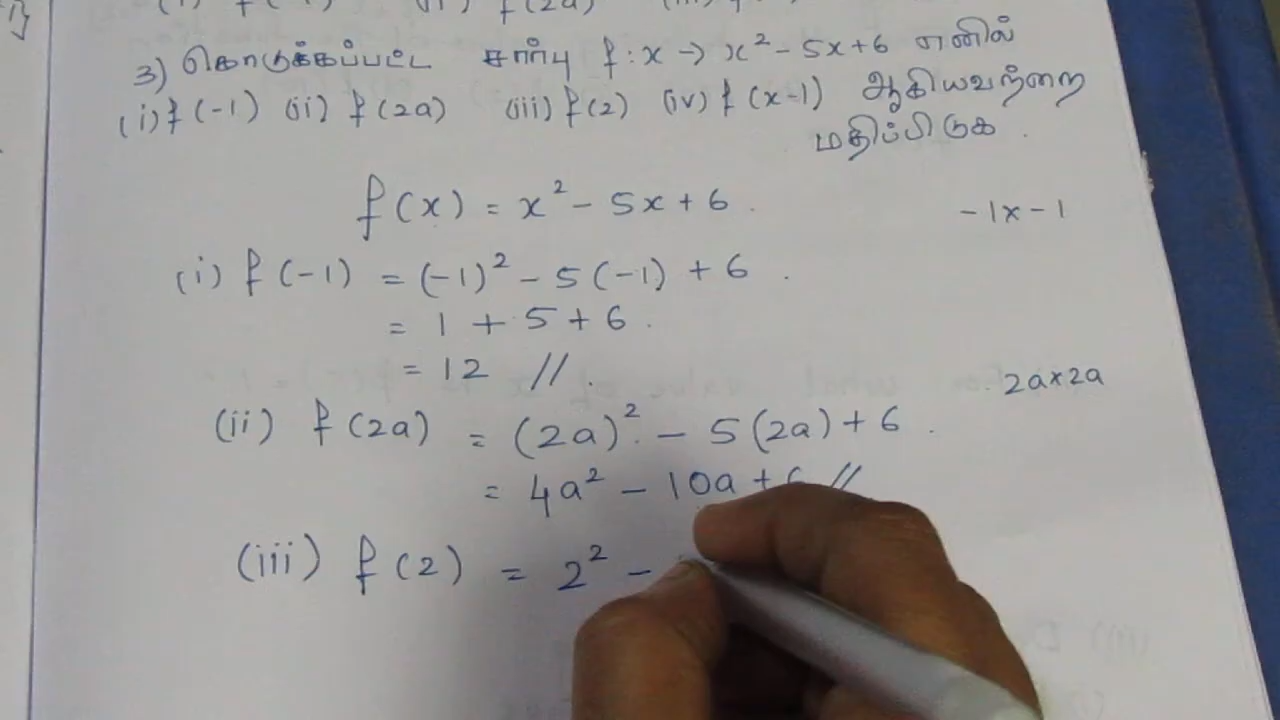 3) கொடுக்கப்பட்ட சார்பு f : x → x² - 5x + 6 எனில்
(i) f(-1) (ii) f(2a) (iii) f(2) (iv) f(x-1) ஆகியவற்றை
மதிப்பிடுக .
f(x) = x² - 5x + 6 .
- 1 x - 1
(i) f(-1) = (-1)² - 5(-1) + 6 .
= 1 + 5 + 6 .
= 12 // .
2a × 2a
(ii) f(2a) = (2a)² - 5(2a) + 6 .
= 4a² - 10a + 6 //
(iii) f(2) = 2² -